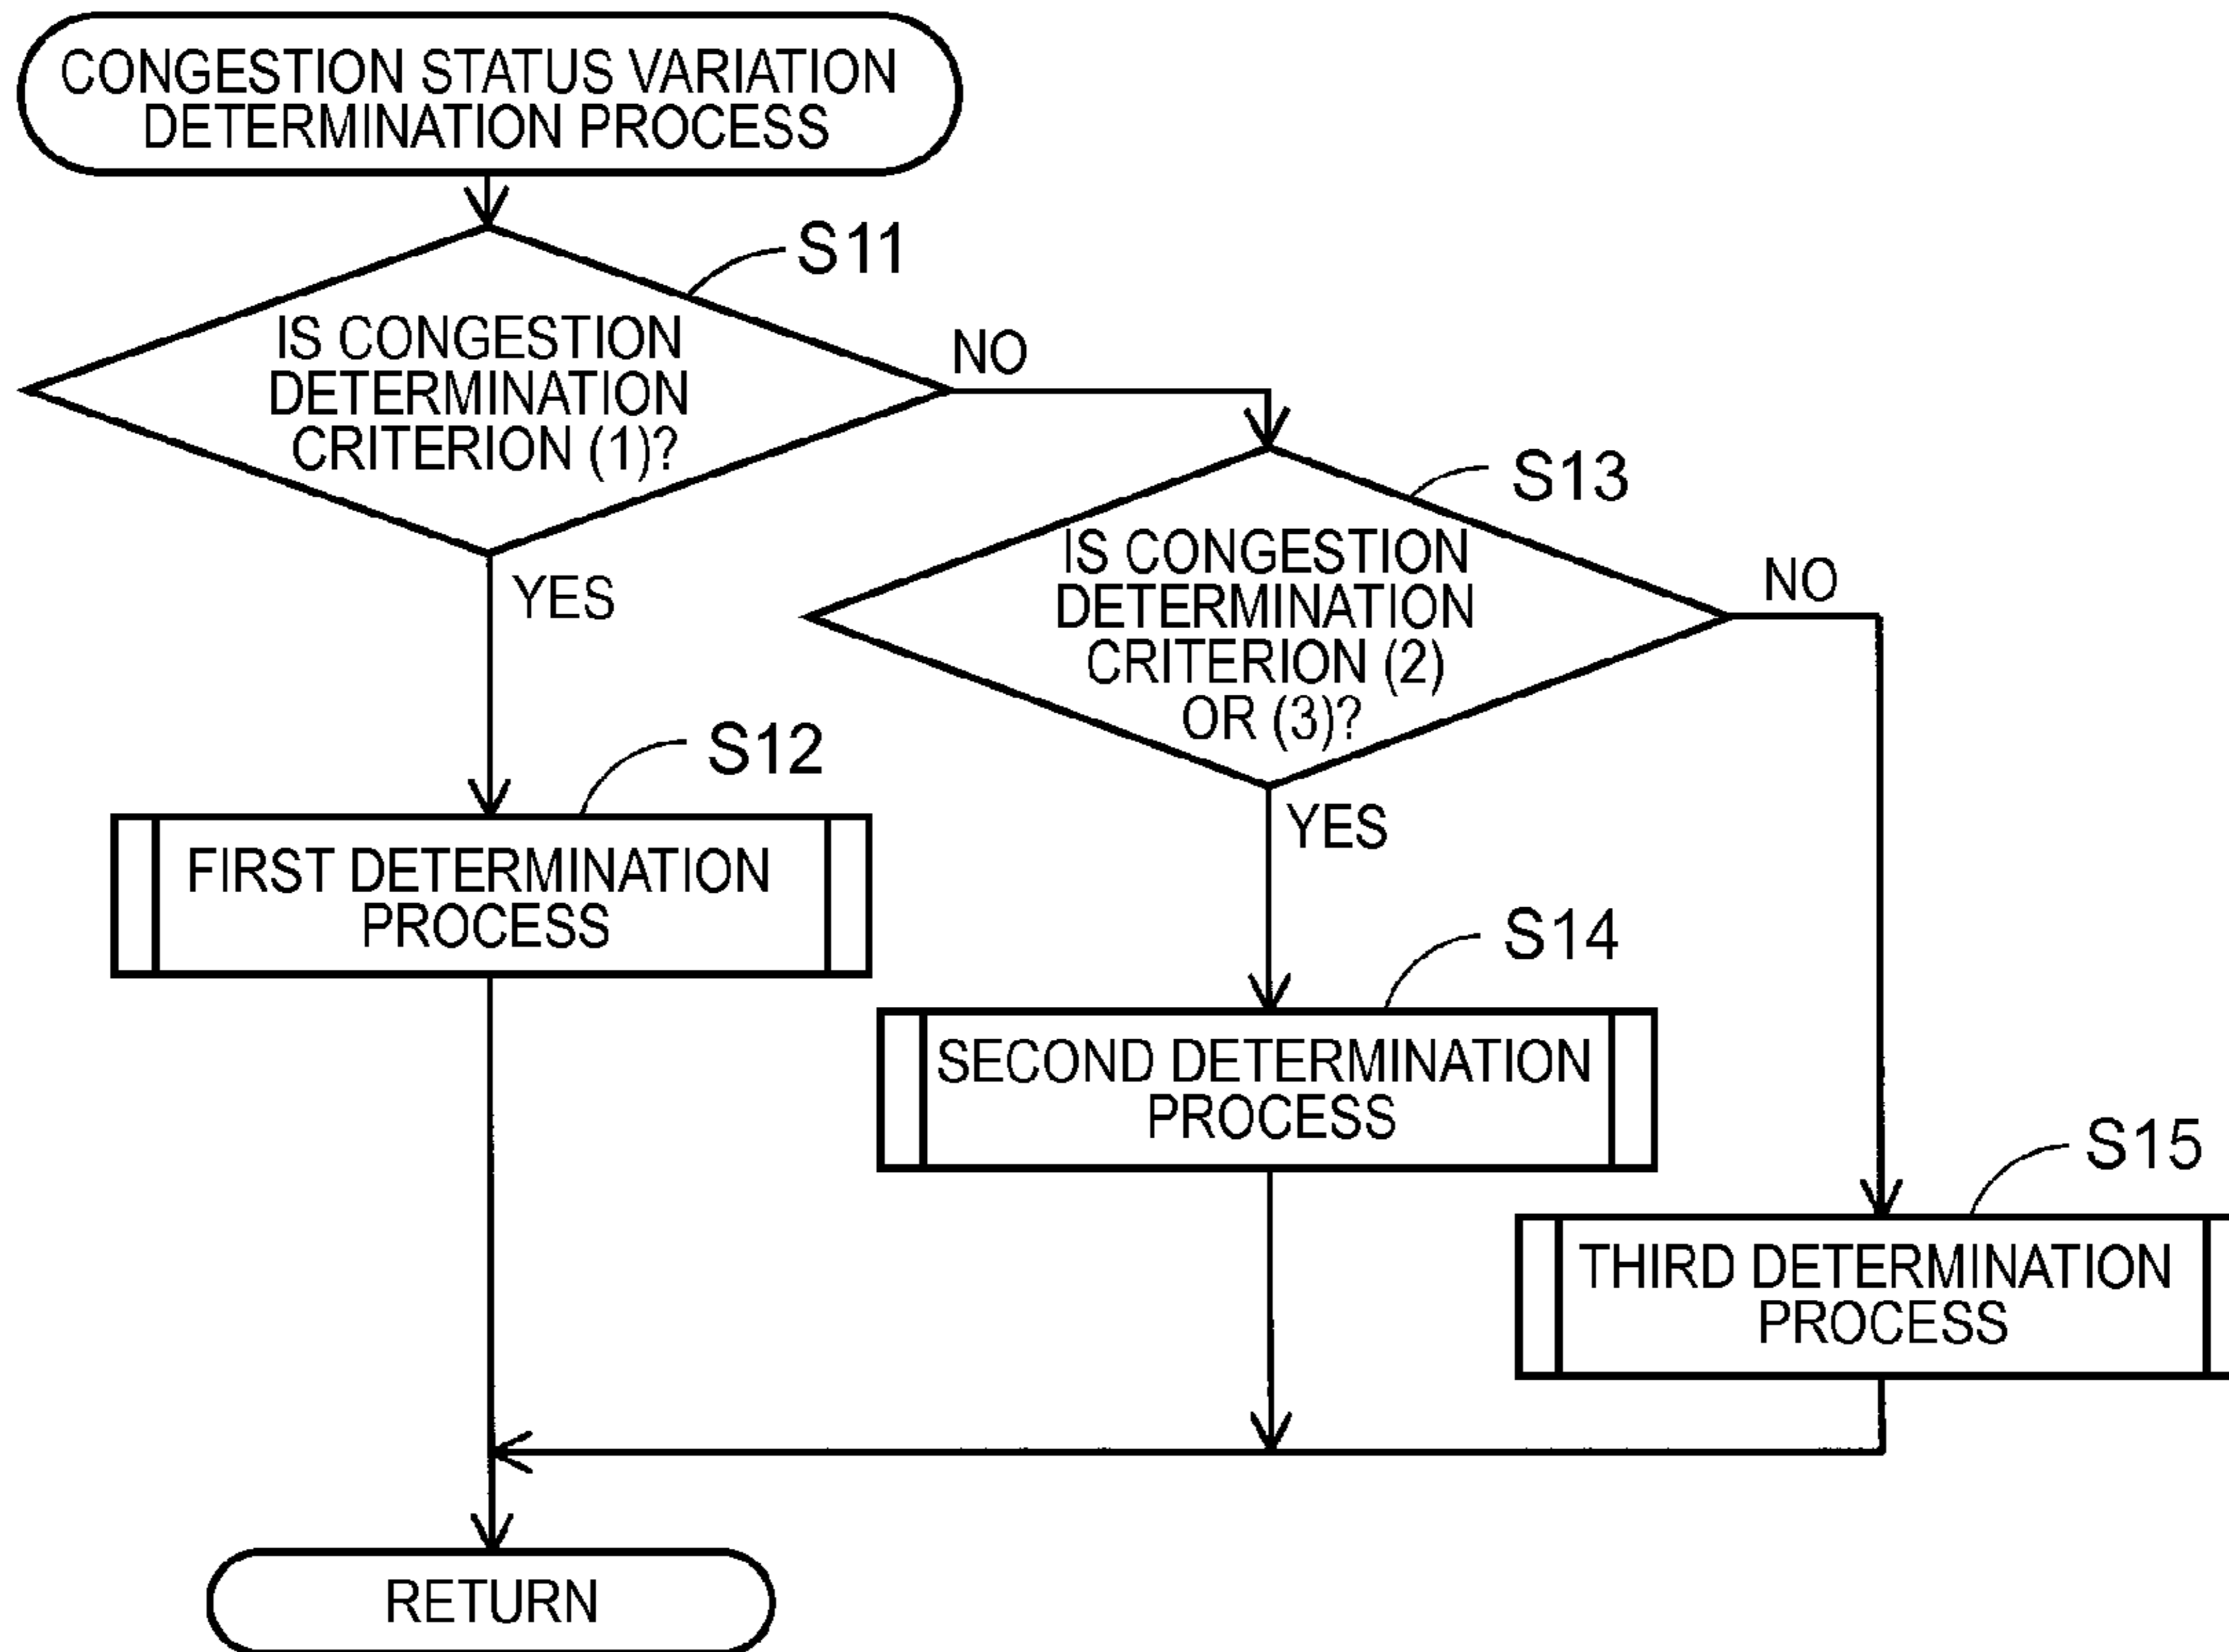 CONGESTION STATUS VARIATION
DETERMINATION PROCESS
S11
IS CONGESTION
DETERMINATION
CRITERION (1)?
NO
YES
S13
IS CONGESTION
DETERMINATION
CRITERION (2)
OR (3)?
NO
YES
S12
FIRST DETERMINATION
PROCESS
S14
SECOND DETERMINATION
PROCESS
S15
THIRD DETERMINATION
PROCESS
RETURN